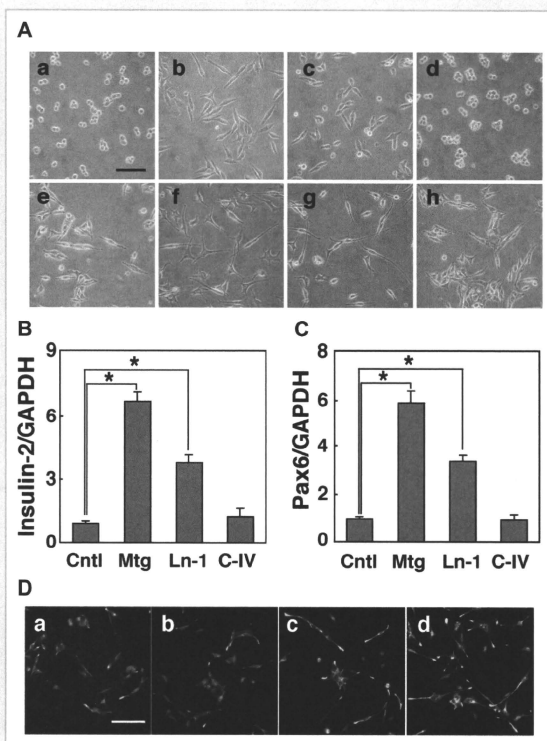 A
a b c d
e f g h
B
Insulin-2/GAPDH
9
6
3
0
*
*
Cntl Mtg Ln-1 C-IV
C
Pax6/GAPDH
8
6
4
2
0
*
*
Cntl Mtg Ln-1 C-IV
D
a b c d